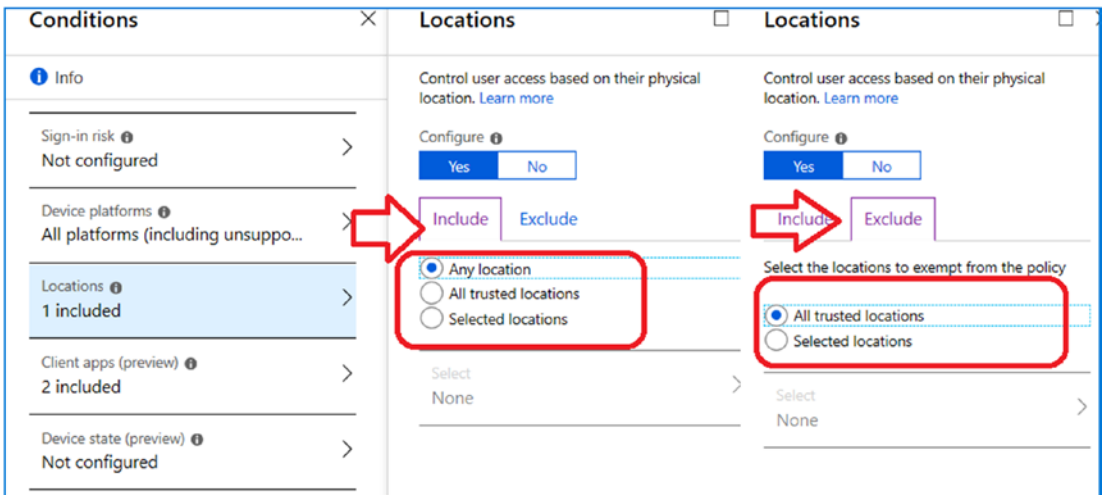 Conditions
Info
Sign-in risk
Not configured
Device platforms
All platforms (including unsuppo...
Locations
1 included
Client apps (preview)
2 included
Device state (preview)
Not configured
Locations
Control user access based on their physical
location. Learn more
Configure
Yes No
Include Exclude
Any location
All trusted locations
Selected locations
Select
None
Locations
Control user access based on their physical
location. Learn more
Configure
Yes No
Include Exclude
Select the locations to exempt from the policy
All trusted locations
Selected locations
Select
None